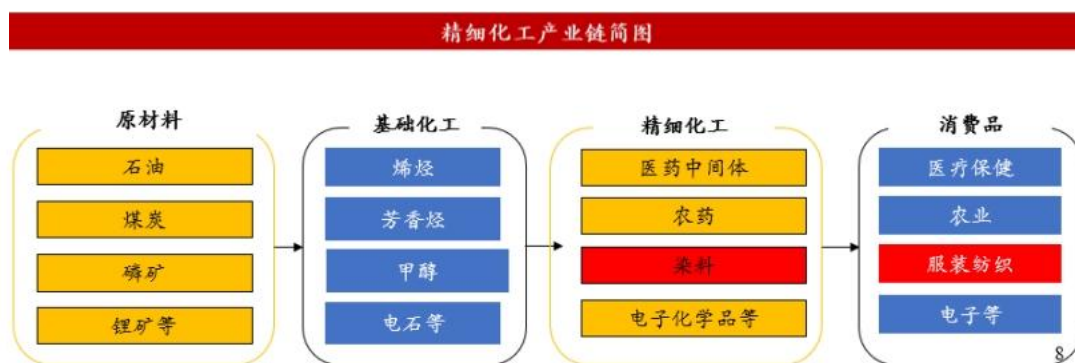 精细化工产业链简图
原材料
石油
煤炭
磷矿
锂矿等
基础化工
烯烃
芳香烃
甲醇
电石等
精细化工
医药中间体
农药
染料
电子化学品等
消费品
医疗保健
农业
服装纺织
电子等
8